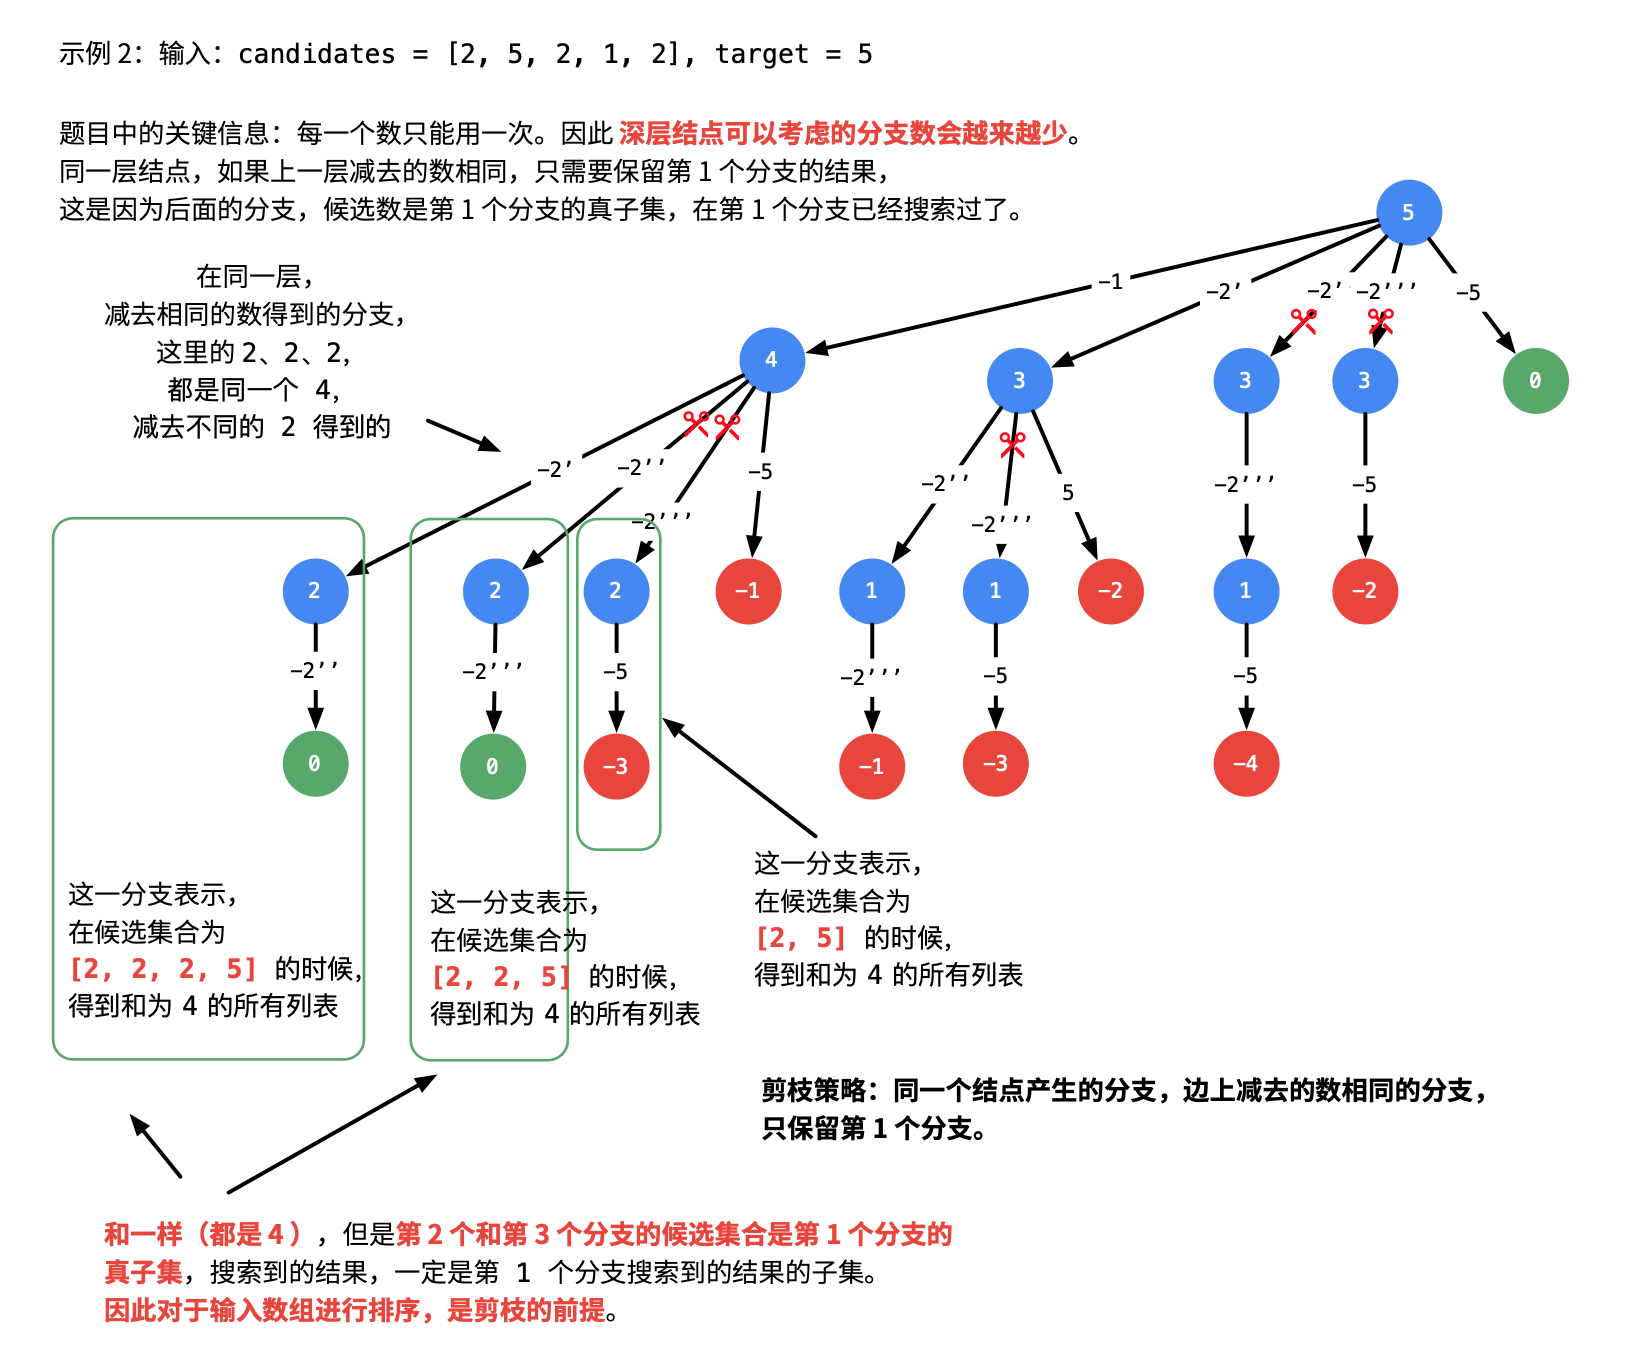 示例 2：输入：candidates = [2, 5, 2, 1, 2], target = 5
题目中的关键信息：每一个数只能用一次。因此 深层结点可以考虑的分支数会越来越少。
同一层结点，如果上一层减去的数相同，只需要保留第 1 个分支的结果，
这是因为后面的分支，候选数是第 1 个分支的真子集，在第 1 个分支已经搜索过了。
5
在同一层，
减去相同的数得到的分支，
这里的 2、2、2，
都是同一个 4，
减去不同的 2 得到的
-1
-2’
-2’’
-2’’’
-5
4
3
3
3
0
-2’
-2’’
-2’’’
-5
-2’’
-2’’’
5
-2’’’
-5
2
2
2
-1
1
1
-2
1
-2
-2’’
-2’’’
-5
-2’’’
-5
-5
0
0
-3
-1
-3
-4
这一分支表示，
在候选集合为
[2, 2, 2, 5] 的时候，
得到和为 4 的所有列表
这一分支表示，
在候选集合为
[2, 2, 5] 的时候，
得到和为 4 的所有列表
这一分支表示，
在候选集合为
[2, 5] 的时候，
得到和为 4 的所有列表
剪枝策略：同一个结点产生的分支，边上减去的数相同的分支，
只保留第 1 个分支。
和一样（都是 4 ），但是第 2 个和第 3 个分支的候选集合是第 1 个分支的
真子集，搜索到的结果，一定是第 1 个分支搜索到的结果的子集。
因此对于输入数组进行排序，是剪枝的前提。